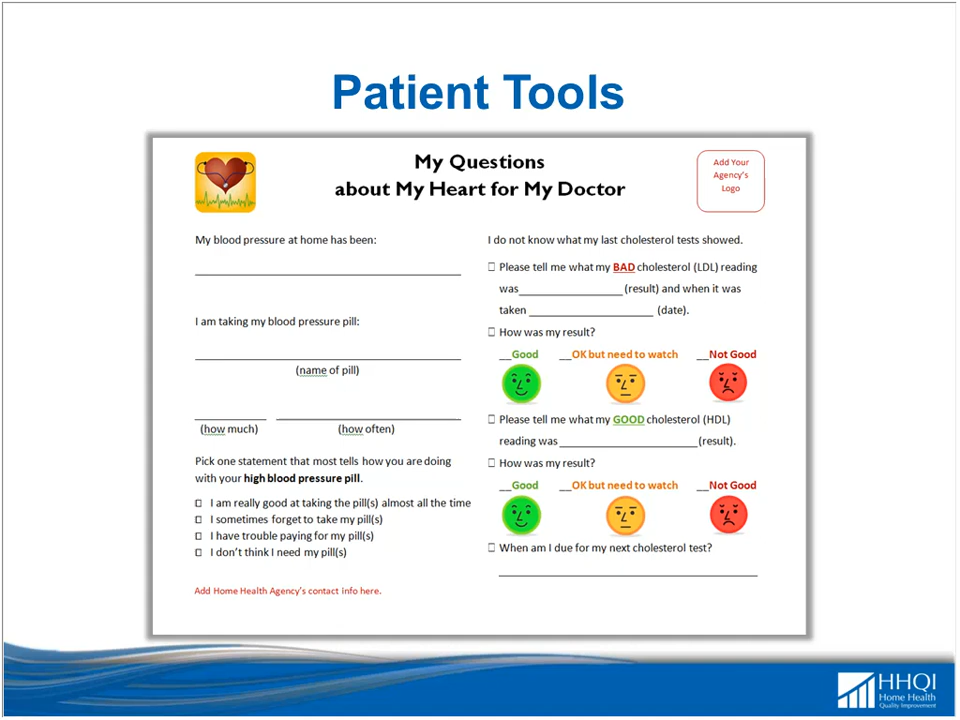 Patient Tools
My Questions
about My Heart for My Doctor
Add Your
Agency's
Logo
My blood pressure at home has been:
I am taking my blood pressure pill:
(name of pill)
(how much) (how often)
Pick one statement that most tells how you are doing
with your high blood pressure pill.
☐ I am really good at taking the pill(s) almost all the time
☐ I sometimes forget to take my pill(s)
☐ I have trouble paying for my pill(s)
☐ I don't think I need my pill(s)
Add Home Health Agency's contact info here.
I do not know what my last cholesterol tests showed.
☐ Please tell me what my BAD cholesterol (LDL) reading
was____________________(result) and when it was
taken ________________________ (date).
☐ How was my result?
__Good __OK but need to watch __Not Good
☐ Please tell me what my GOOD cholesterol (HDL)
reading was___________________________(result).
☐ How was my result?
__Good __OK but need to watch __Not Good
☐ When am I due for my next cholesterol test?
HHQI
Home Health
Quality Improvement